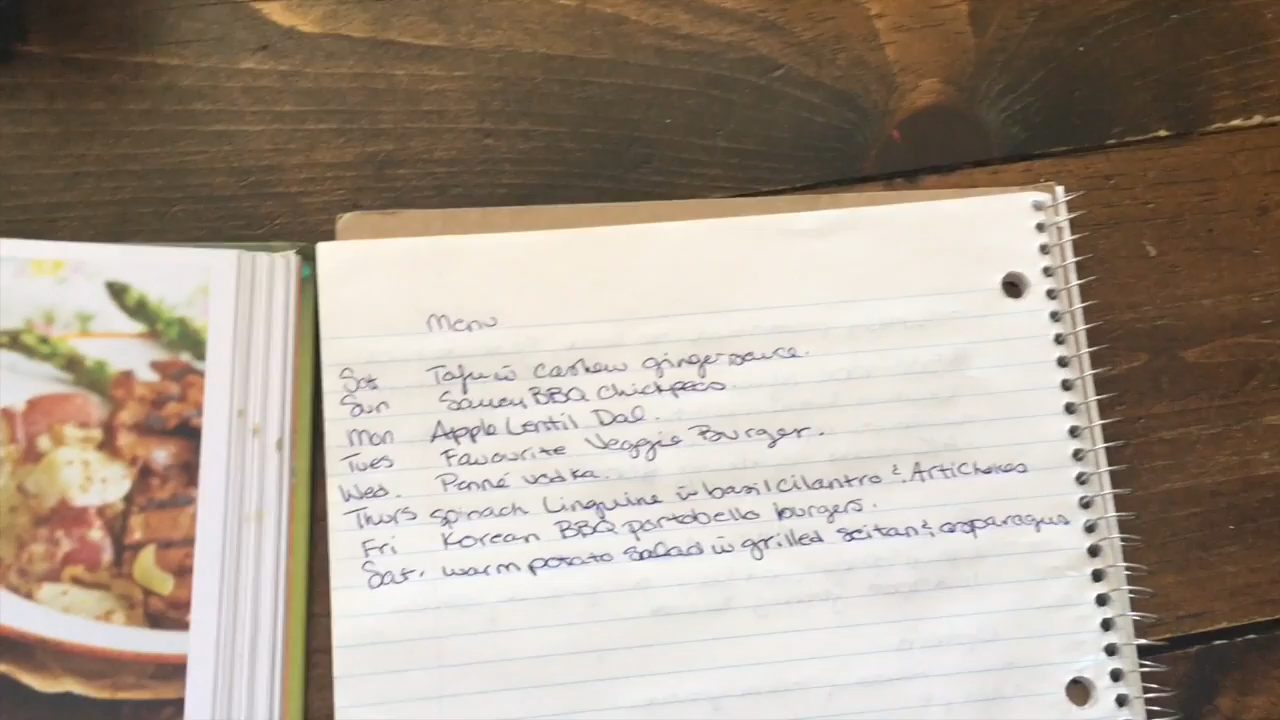 Menu
Sat Tofu w̄ cashew ginger sauce.
Sun Saucy BBQ Chickpeas.
Mon Apple Lentil Dal.
Tues Favourite Veggie Burger.
Wed. Penné vodka.
Thurs spinach Linguine w̄ basil cilantro & Artichokes
Fri Korean BBQ portobello burgers.
Sat. warm potato salad w̄ grilled seitan & asparagus